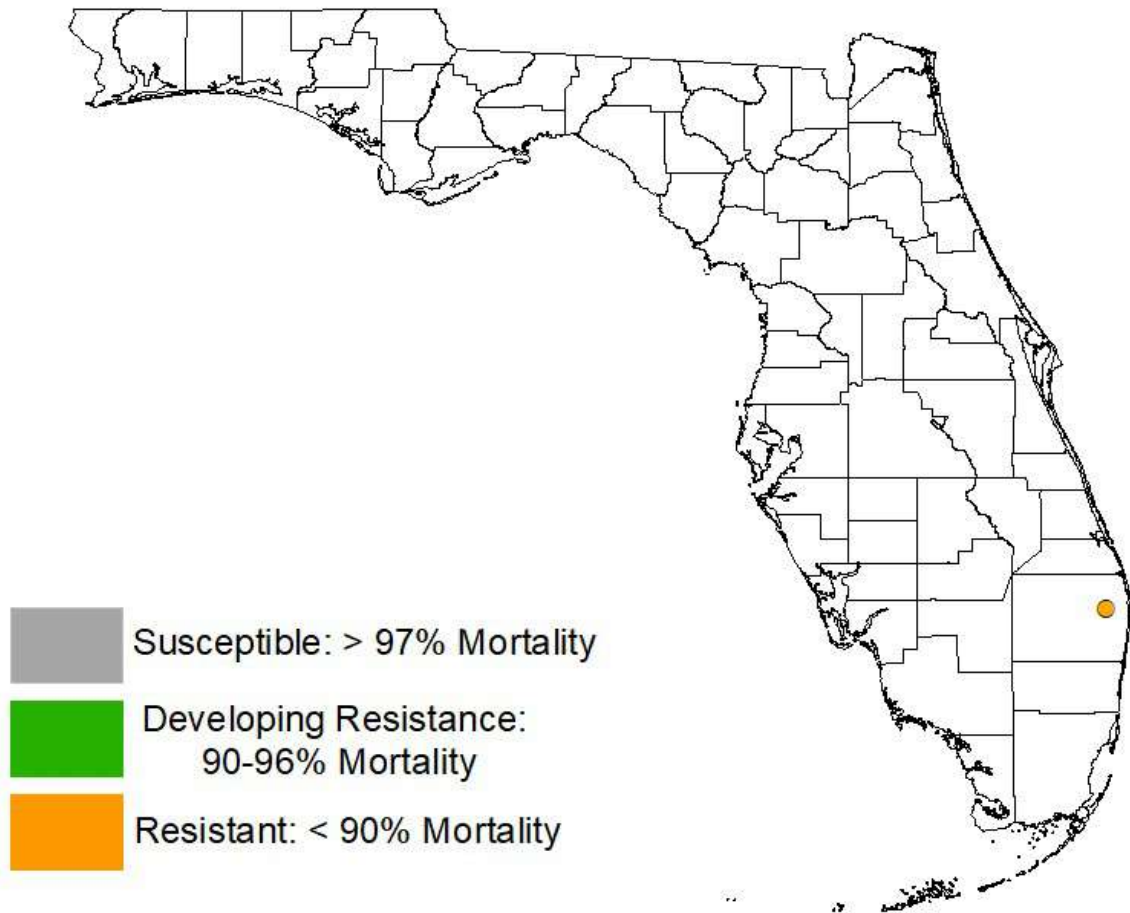 Susceptible: > 97% Mortality
Developing Resistance:
90-96% Mortality
Resistant: < 90% Mortality